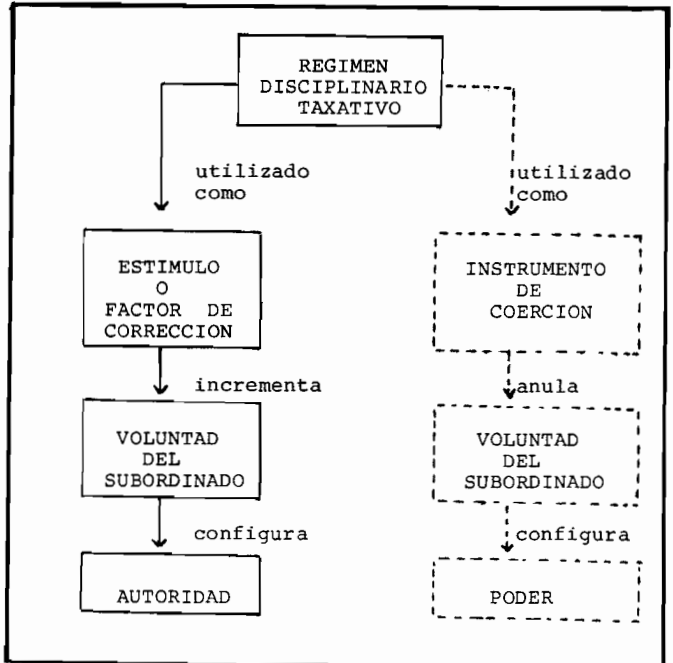 REGIMEN
DISCIPLINARIO
TAXATIVO
utilizado
como
ESTIMULO
O
FACTOR DE
CORRECCION
incrementa
VOLUNTAD
DEL
SUBORDINADO
configura
AUTORIDAD
utilizado
como
INSTRUMENTO
DE
COERCION
anula
VOLUNTAD
DEL
SUBORDINADO
configura
PODER